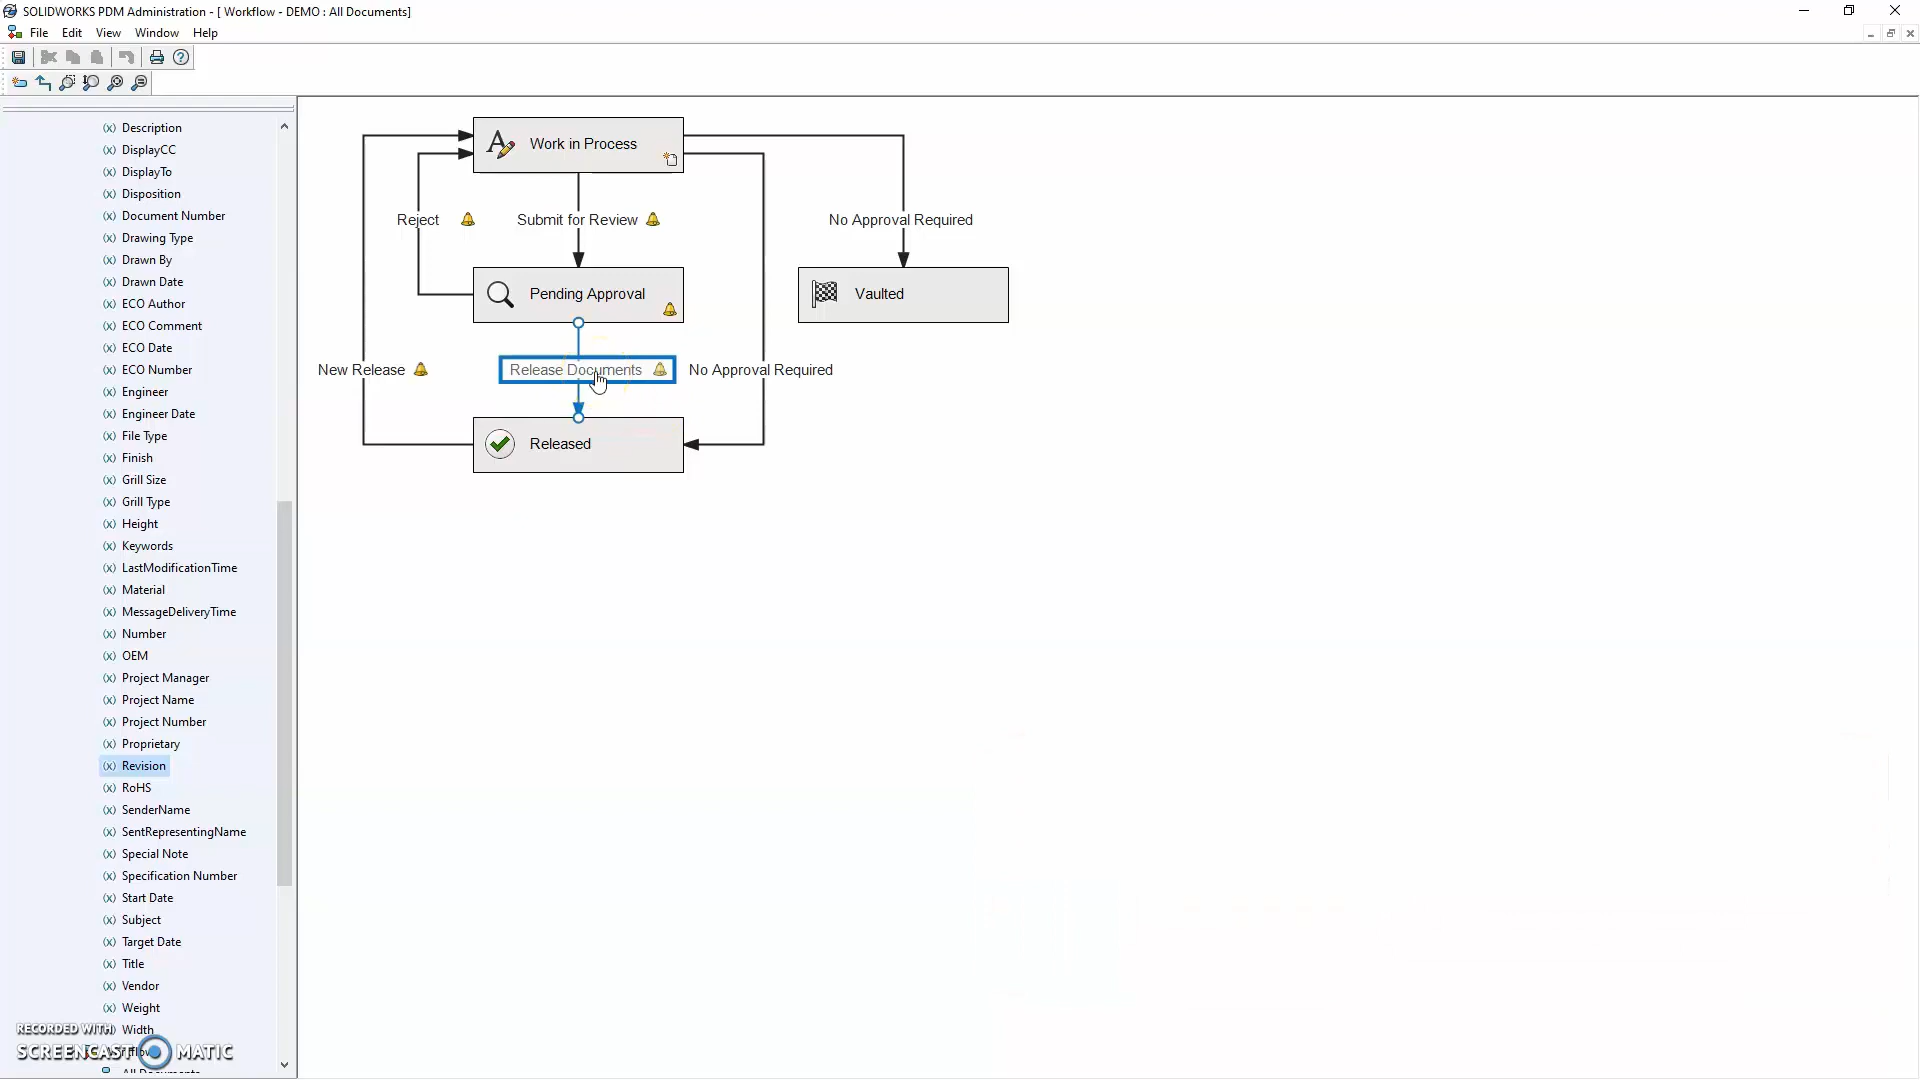 SOLIDWORKS PDM Administration - [ Workflow - DEMO : All Documents]
File Edit View Window Help
(x) Description
(x) DisplayCC
(x) DisplayTo
(x) Disposition
(x) Document Number
(x) Drawing Type
(x) Drawn By
(x) Drawn Date
(x) ECO Author
(x) ECO Comment
(x) ECO Date
(x) ECO Number
(x) Engineer
(x) Engineer Date
(x) File Type
(x) Finish
(x) Grill Size
(x) Grill Type
(x) Height
(x) Keywords
(x) LastModificationTime
(x) Material
(x) MessageDeliveryTime
(x) Number
(x) OEM
(x) Project Manager
(x) Project Name
(x) Project Number
(x) Proprietary
(x) Revision
(x) RoHS
(x) SenderName
(x) SentRepresentingName
(x) Special Note
(x) Specification Number
(x) Start Date
(x) Subject
(x) Target Date
(x) Title
(x) Vendor
(x) Weight
(x) Width
All Documents
RECORDED WITH
SCREENCAST MATIC
Work in Process
Reject
Submit for Review
No Approval Required
Pending Approval
Vaulted
New Release
Release Documents
No Approval Required
Released